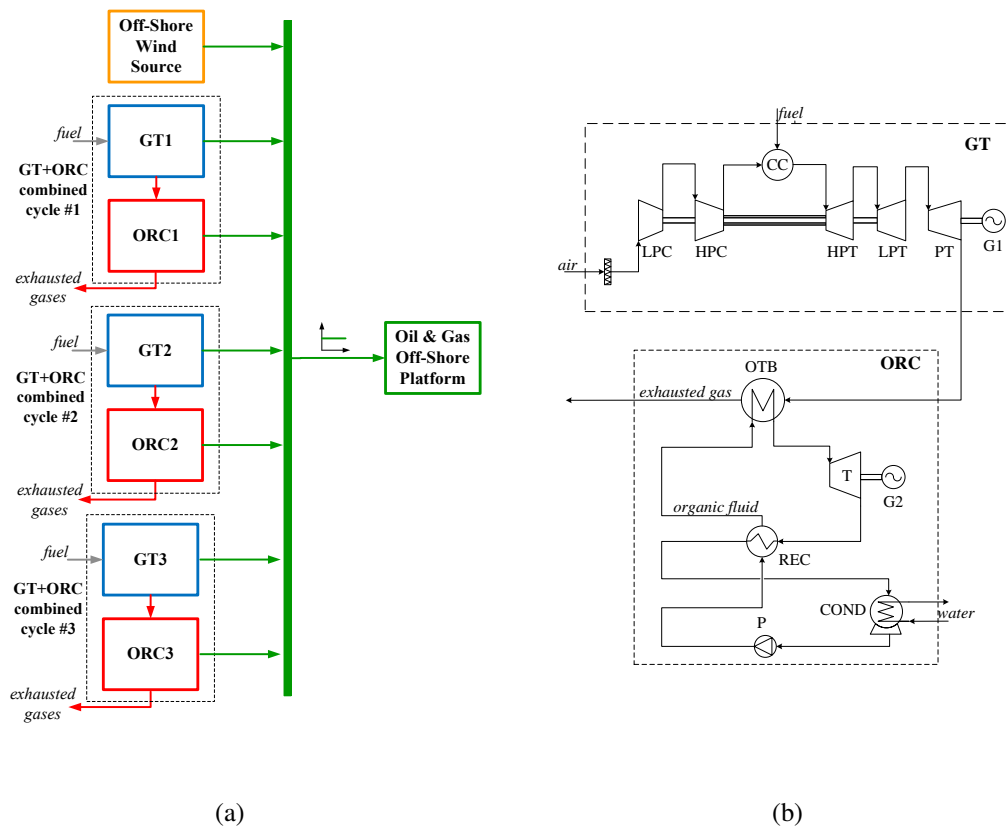 Off-Shore
Wind
Source
fuel
GT1
GT+ORC
combined
cycle #1
ORC1
exhausted
gases
fuel
GT2
GT+ORC
combined
cycle #2
ORC2
exhausted
gases
fuel
GT3
GT+ORC
combined
cycle #3
ORC3
exhausted
gases
Oil & Gas
Off-Shore
Platform
(a)
fuel
GT
CC
LPC
HPC
HPT
LPT
PT
G1
air
ORC
OTB
exhausted gas
T
G2
organic fluid
REC
COND
water
P
(b)